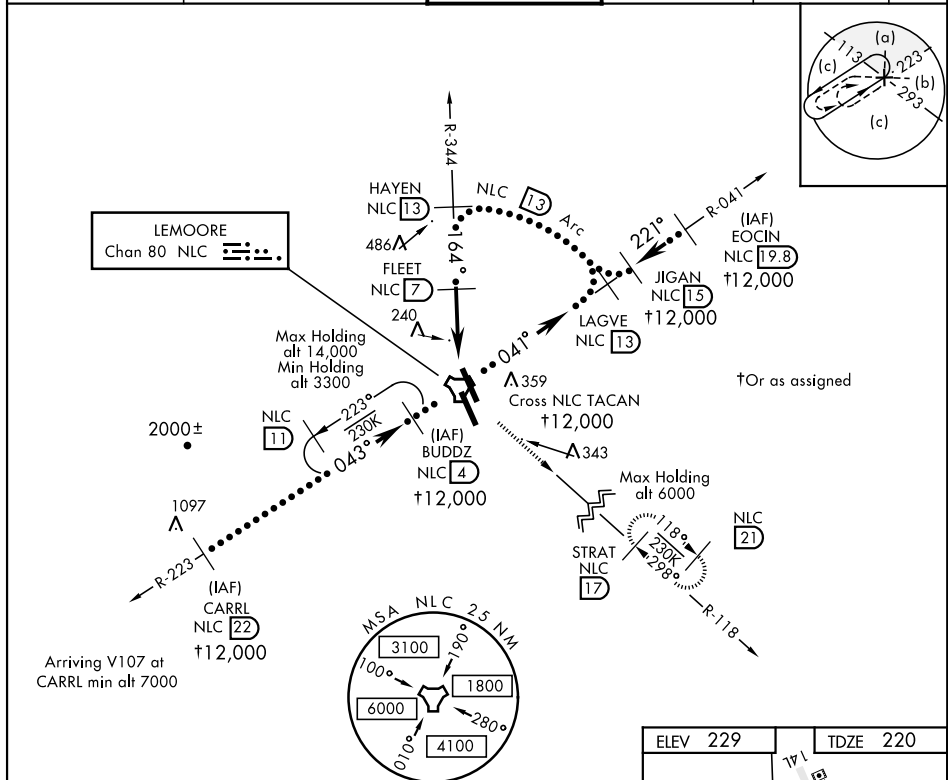 113
(a)
(c)
223
(b)
293
(c)
R-344
HAYEN
NLC 13
NLC 13 Arc
486
164°
FLEET
NLC 7
240
LEMOORE
Chan 80 NLC
221°
R-041
(IAF)
EOCIN
NLC 19.8
†12,000
JIGAN
NLC 15
†12,000
LAGVE
NLC 13
041°
†Or as assigned
359
Cross NLC TACAN
†12,000
343
Max Holding
alt 14,000
Min Holding
alt 3300
NLC
11
223°
230K
043°
(IAF)
BUDDZ
NLC 4
†12,000
2000±
1097
R-223
(IAF)
CARRL
NLC 22
†12,000
Arriving V107 at
CARRL min alt 7000
Max Holding
alt 6000
118°
230K
298°
NLC
21
STRAT
NLC
17
R-118
MSA NLC 25 NM
3100
190°
100°
1800
6000
280°
010°
4100
ELEV 229
TDZE 220
14L